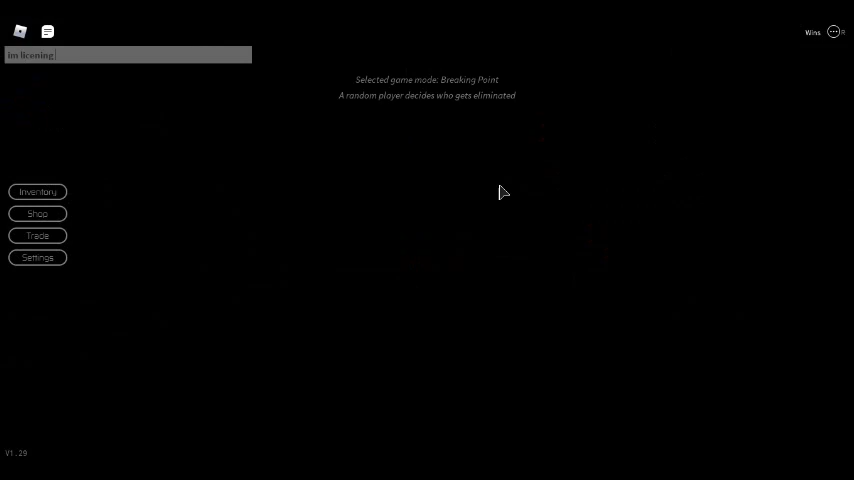 Wins
im licening
Selected game mode: Breaking Point
A random player decides who gets eliminated
Inventory
Shop
Trade
Settings
V1.29